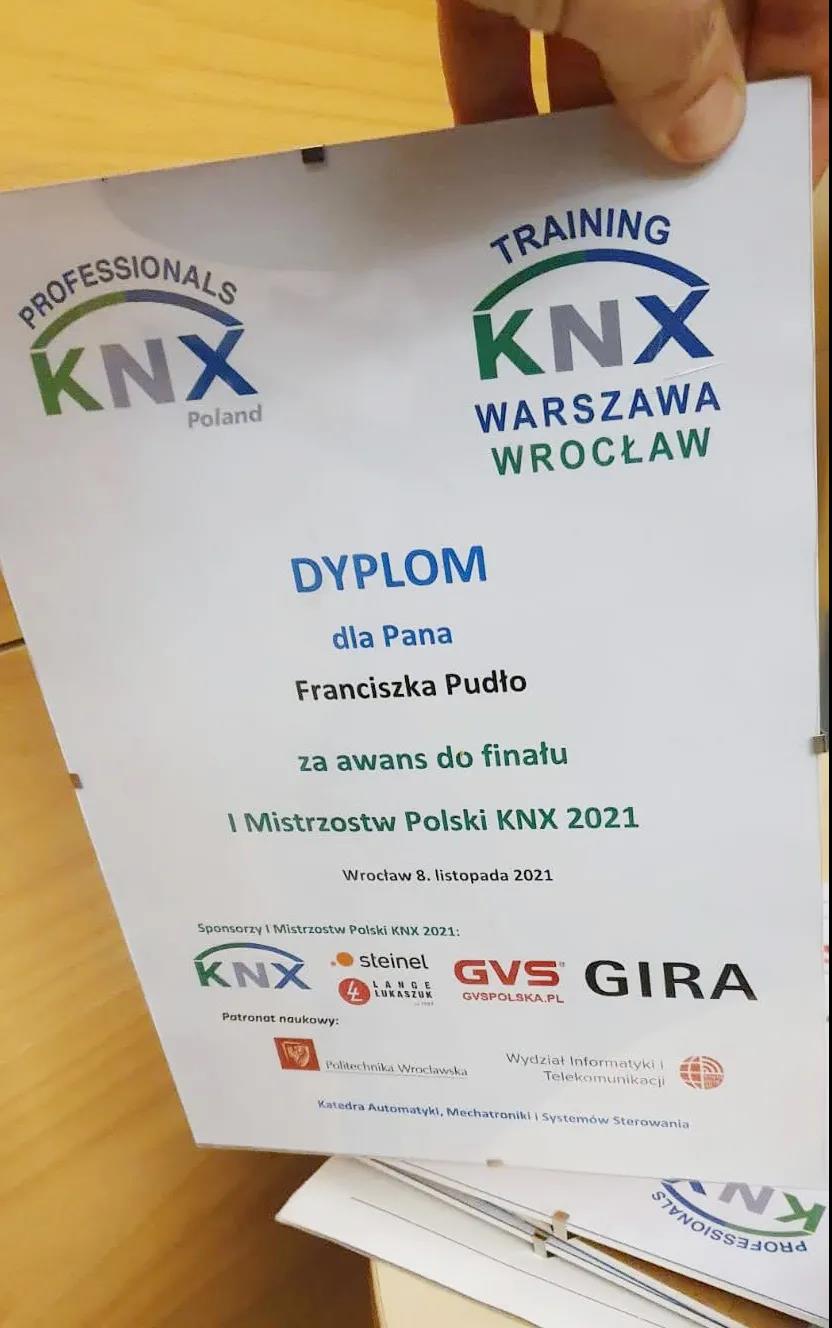 PROFESSIONALS
KNX
Poland
TRAINING
KNX
WARSZAWA
WROCŁAW
DYPLOM
dla Pana
Franciszka Pudło
za awans do finału
I Mistrzostw Polski KNX 2021
Wrocław 8. listopada 2021
Sponsorzy I Mistrzostw Polski KNX 2021:
KNX
steinel
LANGE
ŁUKASZUK
GVS®
GVSPOLSKA.PL
GIRA
Patronat naukowy:
Politechnika Wrocławska
Wydział Informatyki i
Telekomunikacji
Katedra Automatyki, Mechatroniki i Systemów Sterowania
KNX
PROFESSIONALS